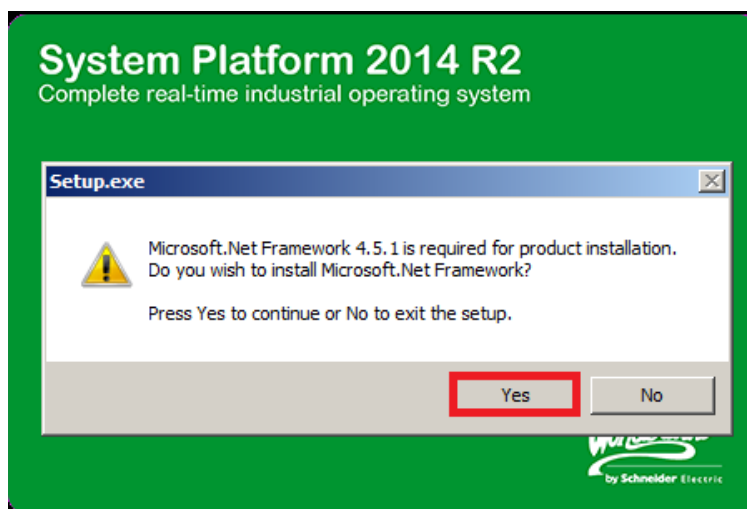 System Platform 2014 R2
Complete real-time industrial operating system
Setup.exe
Microsoft.Net Framework 4.5.1 is required for product installation.
Do you wish to install Microsoft.Net Framework?
Press Yes to continue or No to exit the setup.
Yes No
by Schneider Electric